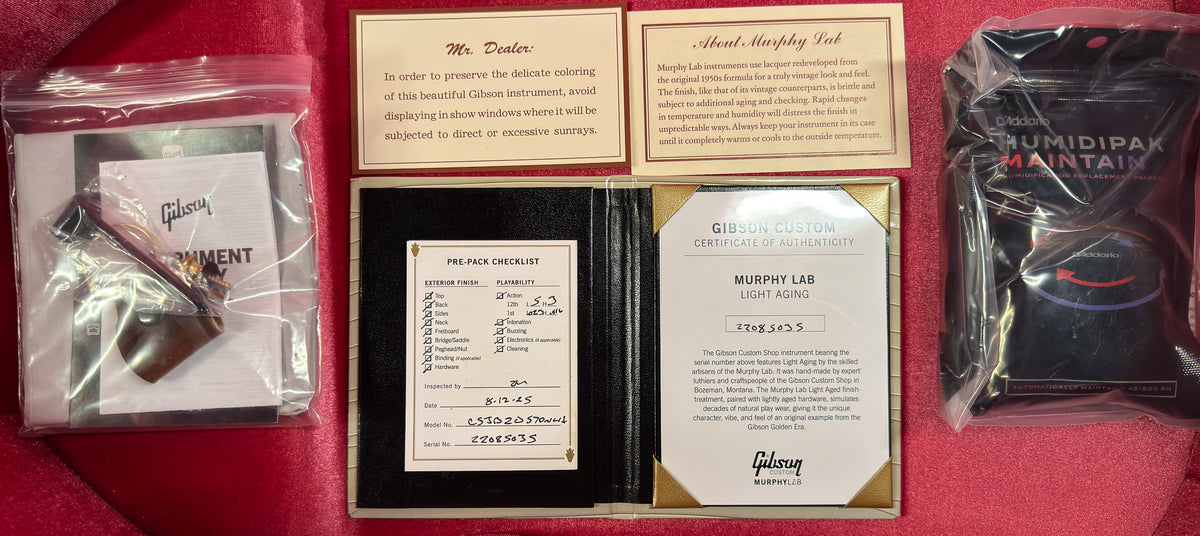 Mr. Dealer:
In order to preserve the delicate coloring
of this beautiful Gibson instrument, avoid
displaying in show windows where it will be
subjected to direct or excessive sunrays.
About Murphy Lab
Murphy Lab instruments use lacquer redeveloped from
the original 1950s formula for a truly vintage look and feel.
The finish, like that of its vintage counterparts, is brittle and
subject to additional aging and checking. Rapid changes
in temperature and humidity will distress the finish in
unpredictable ways. Always keep your instrument in its case
until it completely warms or cools to the outside temperature.
Gibson
D'Addario
HUMIDIPAK
MAINTAIN
HUMIDIFICATION REPLACEMENT PACKETS
D'Addario
AUTOMATICALLY MAINTAINS 45-50% RH
PRE-PACK CHECKLIST
EXTERIOR FINISH
Top
Back
Sides
Neck
Fretboard
Bridge/Saddle
Peghead/Nut
Binding (if applicable)
Hardware
PLAYABILITY
Action
12th L 5 H 3
1st
Intonation
Buzzing
Electronics (if applicable)
Cleaning
Inspected by
Date 8.12.25
Model No.
Serial No. 22085035
GIBSON CUSTOM
CERTIFICATE OF AUTHENTICITY
MURPHY LAB
LIGHT AGING
22085035
The Gibson Custom Shop instrument bearing the
serial number above features Light Aging by the skilled
artisans of the Murphy Lab. It was hand-made by expert
luthiers and craftspeople of the Gibson Custom Shop in
Bozeman, Montana. The Murphy Lab Light Aged finish
treatment, paired with lightly aged hardware, simulates
decades of natural play wear, giving it the unique
character, vibe, and feel of an original example from the
Gibson Golden Era.
Gibson
CUSTOM
MURPHY LAB